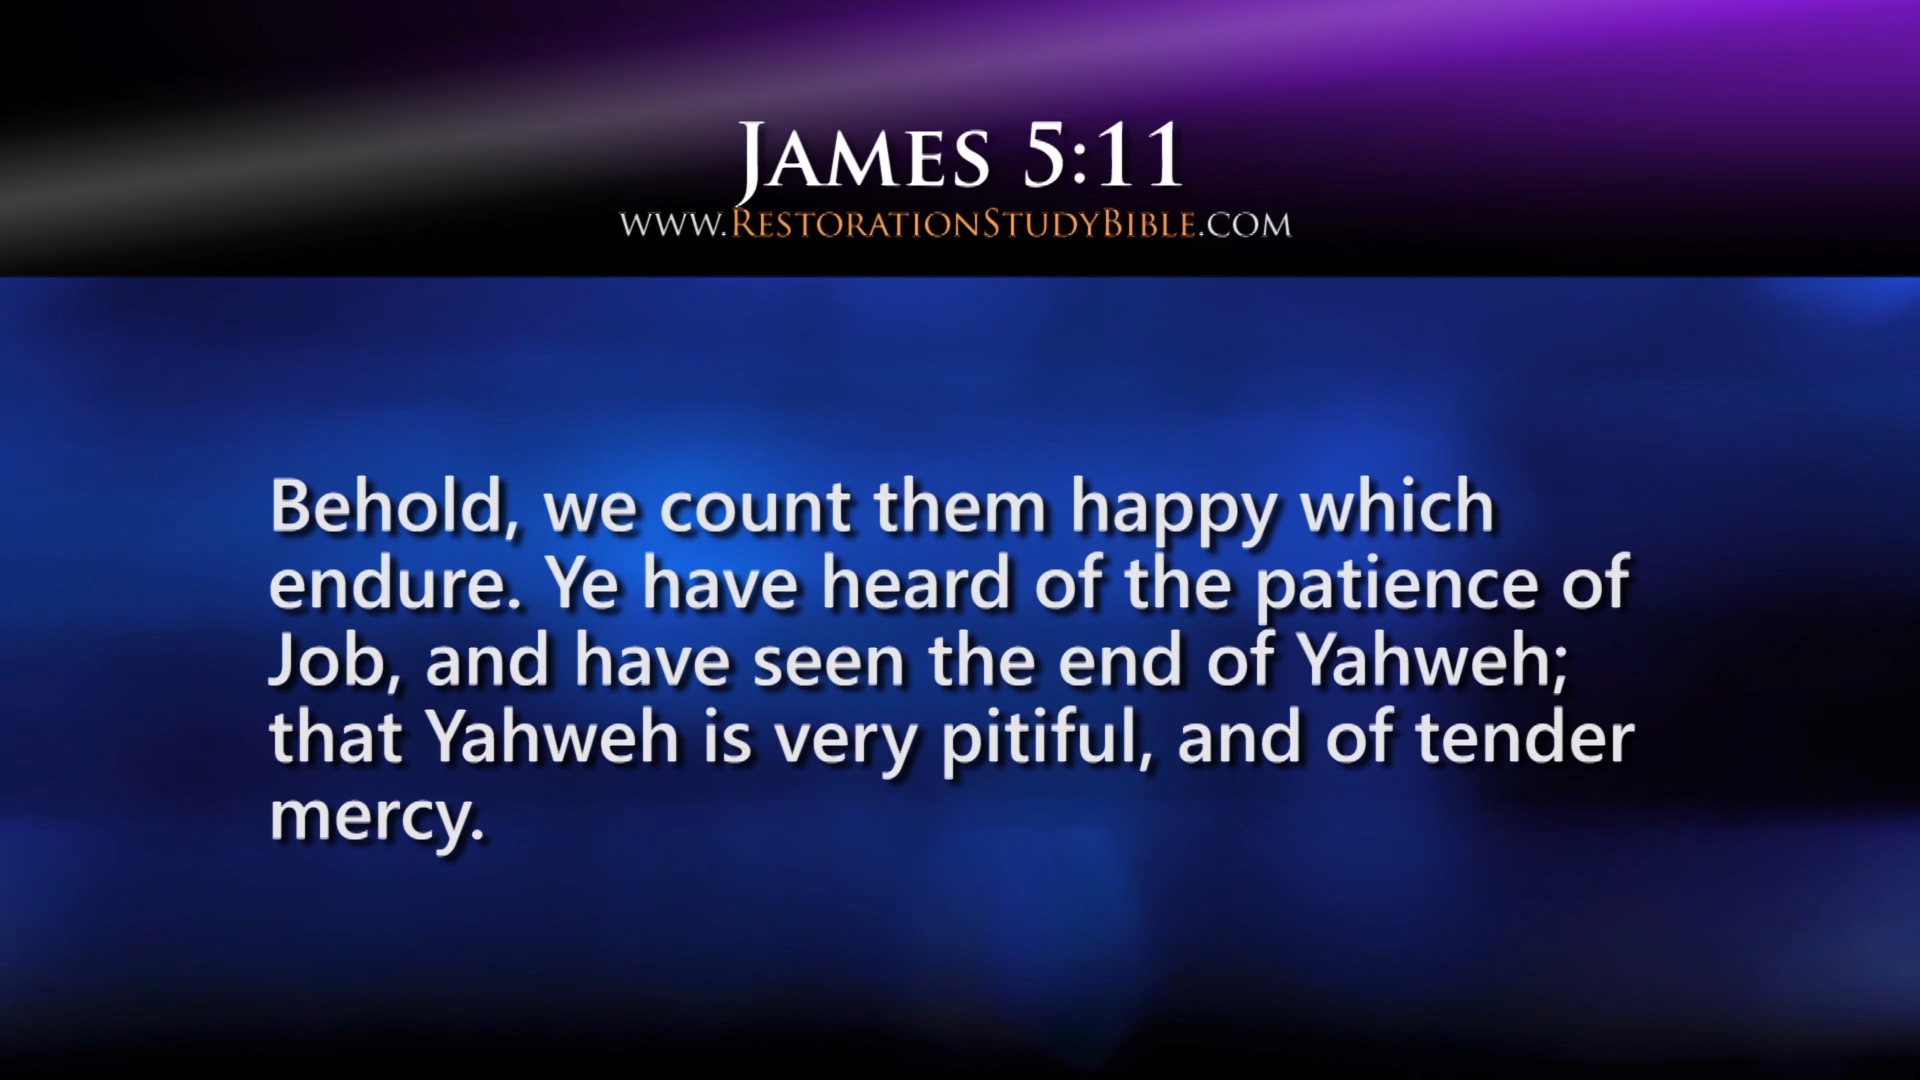 James 5:11
www.RestorationStudyBible.com
Behold, we count them happy which
endure. Ye have heard of the patience of
Job, and have seen the end of Yahweh;
that Yahweh is very pitiful, and of tender
mercy.